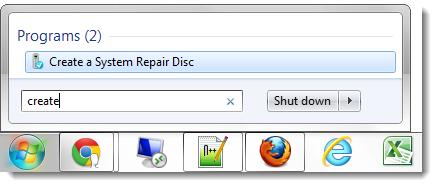 Programs (2)
Create a System Repair Disc
create
Shut down
n++